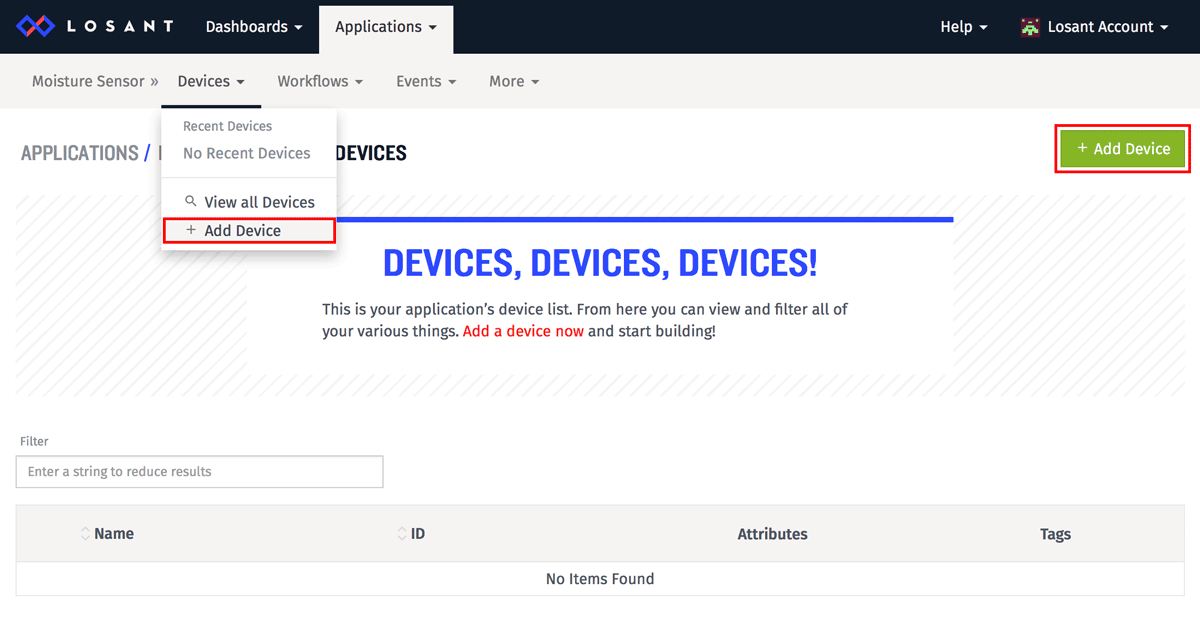 LOSANT Dashboards Applications Help Losant Account
Moisture Sensor » Devices Workflows Events More
Recent Devices
No Recent Devices
APPLICATIONS / DEVICES
+ Add Device
View all Devices
+ Add Device
DEVICES, DEVICES, DEVICES!
This is your application's device list. From here you can view and filter all of
your various things. Add a device now and start building!
Filter
Enter a string to reduce results
Name ID Attributes Tags
No Items Found